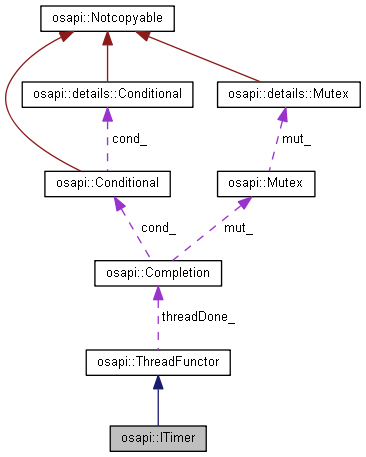 osapi::Notcopyable
osapi::details::Conditional
osapi::details::Mutex
cond_
mut_
osapi::Conditional
osapi::Mutex
cond_
mut_
osapi::Completion
threadDone_
osapi::ThreadFunctor
osapi::ITimer